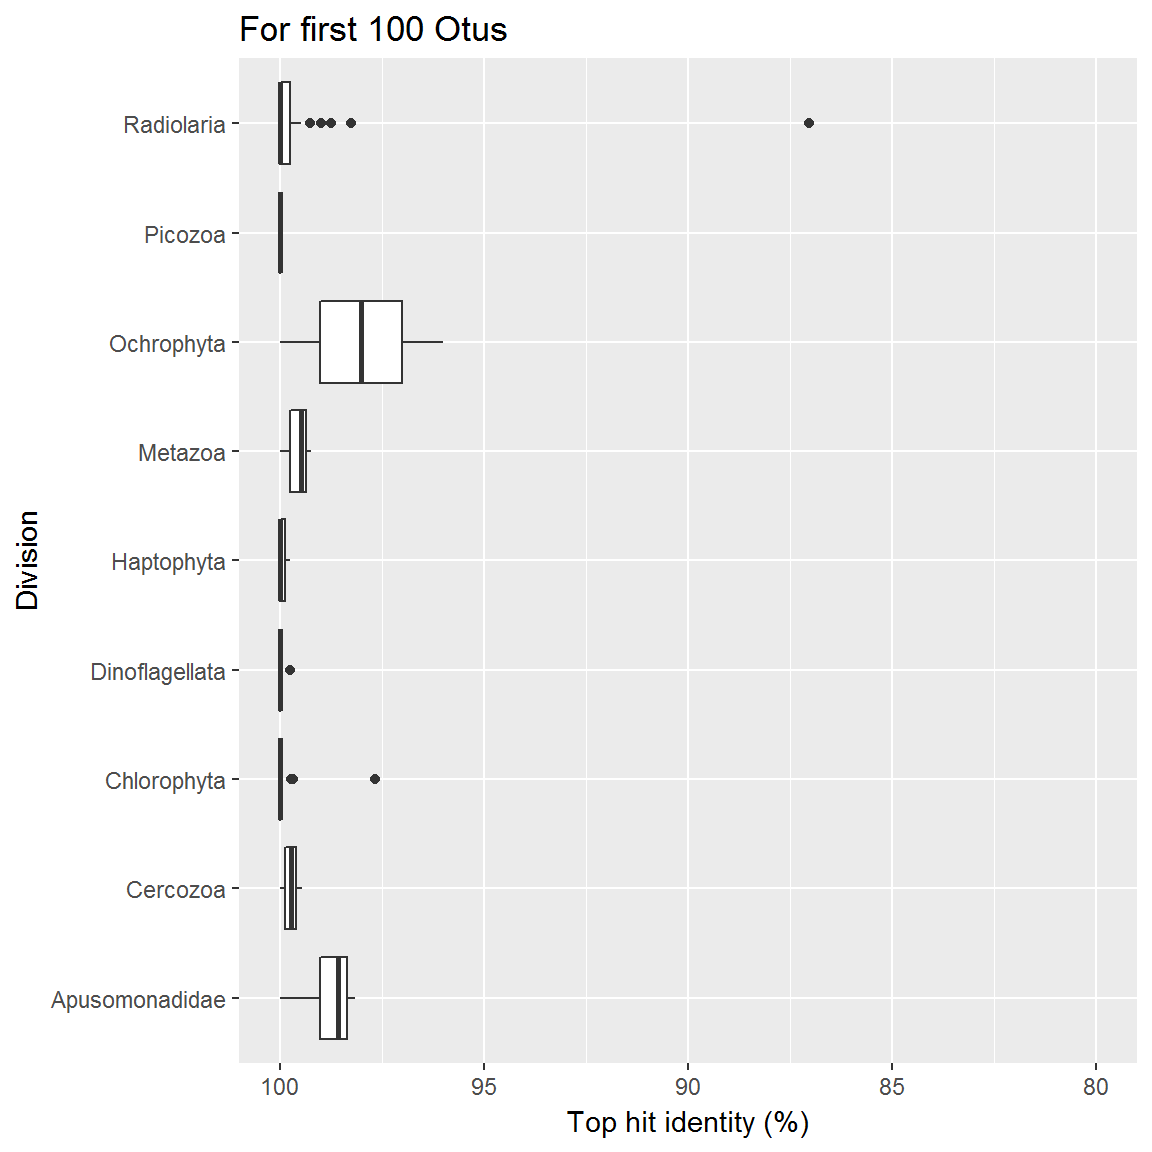 For first 100 Otus
Division
Radiolaria
Picozoa
Ochrophyta
Metazoa
Haptophyta
Dinoflagellata
Chlorophyta
Cercozoa
Apusomonadidae
100 95 90 85 80
Top hit identity (%)